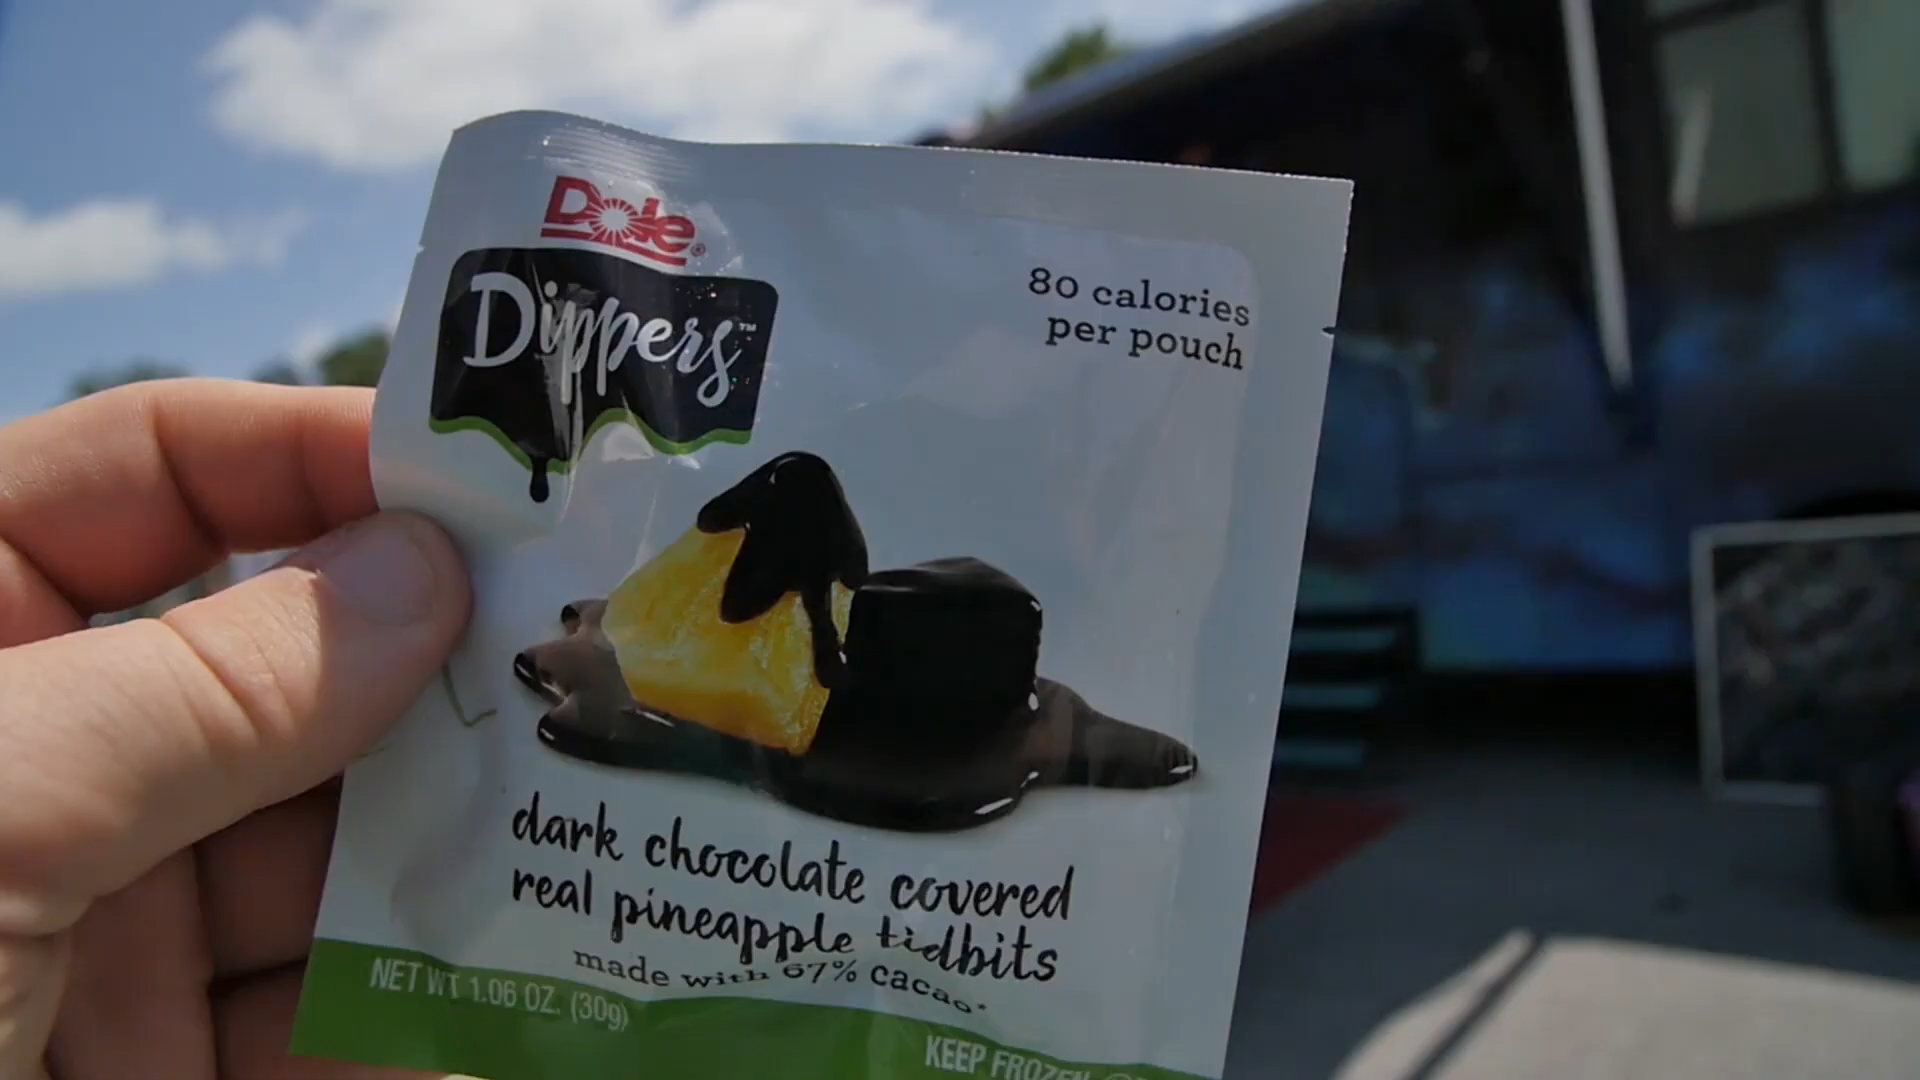 Dole®
Dippers™
80 calories
per pouch
dark chocolate covered
real pineapple tidbits
made with 67% cacao*
NET WT 1.06 OZ. (30g)
KEEP FROZEN